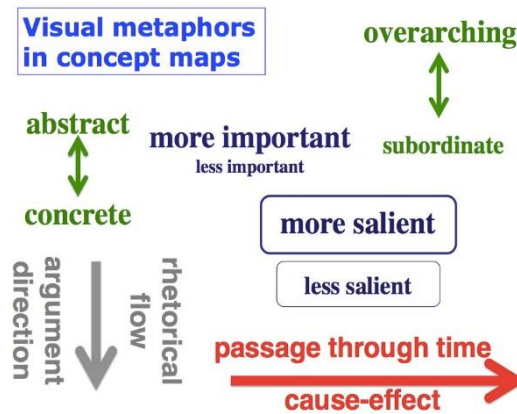 Visual metaphors
in concept maps
overarching
subordinate
abstract
concrete
more important
less important
more salient
less salient
argument
direction
rhetorical
flow
passage through time
cause-effect